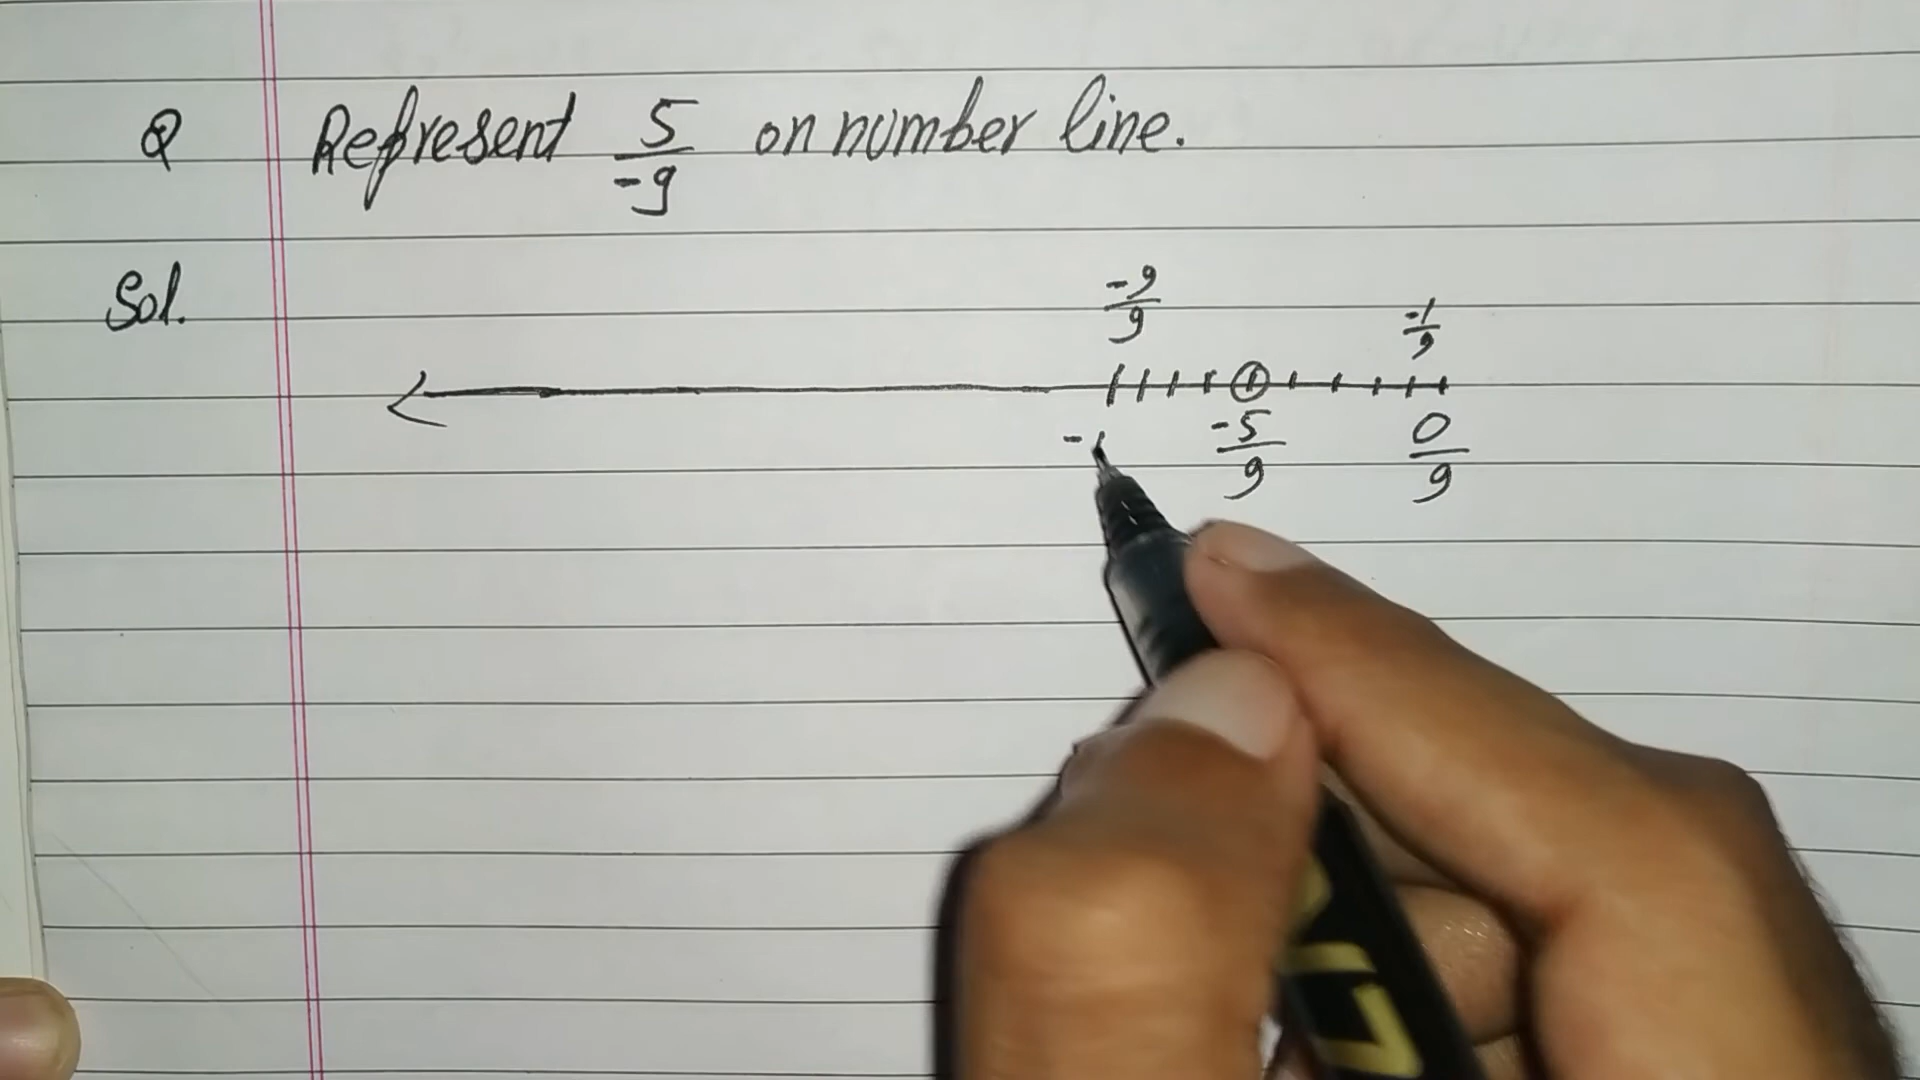 Q Represent 5/-9 on number line.
Sol.
-9/9 -1/9
-1 -5/9 0/9